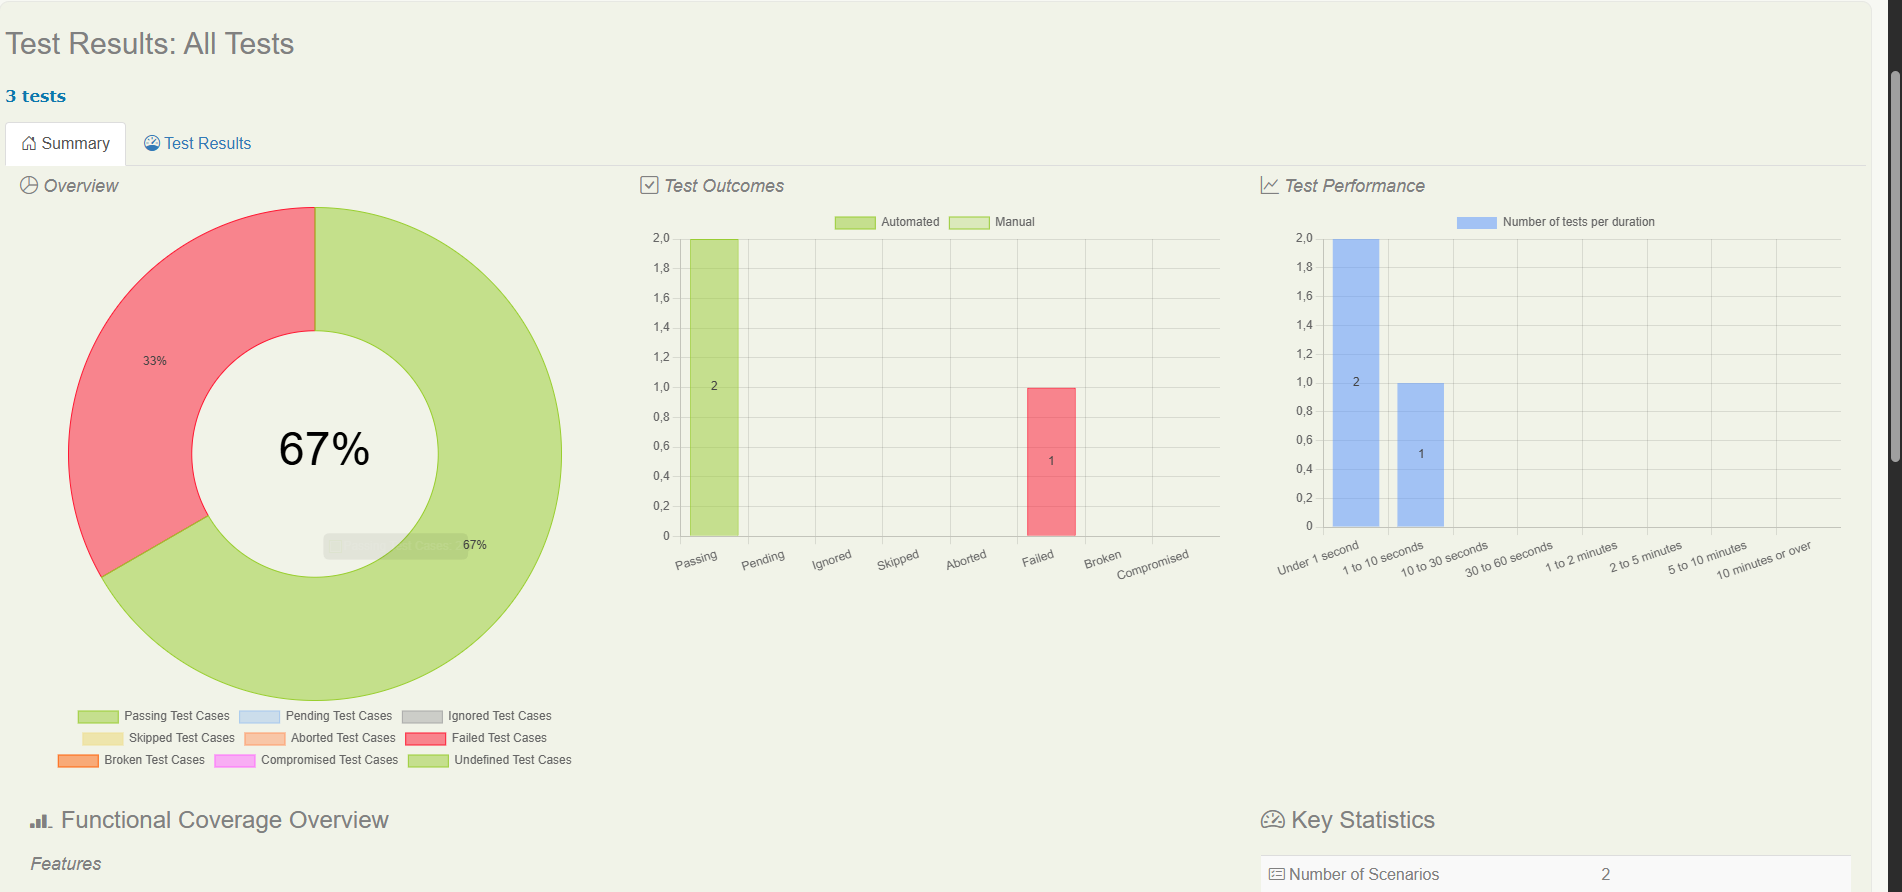 Test Results: All Tests
3 tests
Summary
Test Results
Overview
33%
67%
67%
Passing Test Cases
Pending Test Cases
Ignored Test Cases
Skipped Test Cases
Aborted Test Cases
Failed Test Cases
Broken Test Cases
Compromised Test Cases
Undefined Test Cases
Test Outcomes
Automated
Manual
2,0
1,8
1,6
1,4
1,2
1,0
0,8
0,6
0,4
0,2
0
2
1
Passing
Pending
Ignored
Skipped
Aborted
Failed
Broken
Compromised
Test Performance
Number of tests per duration
2,0
1,8
1,6
1,4
1,2
1,0
0,8
0,6
0,4
0,2
0
2
1
Under 1 second
1 to 10 seconds
10 to 30 seconds
30 to 60 seconds
1 to 2 minutes
2 to 5 minutes
5 to 10 minutes
10 minutes or over
Functional Coverage Overview
Features
Key Statistics
Number of Scenarios 2